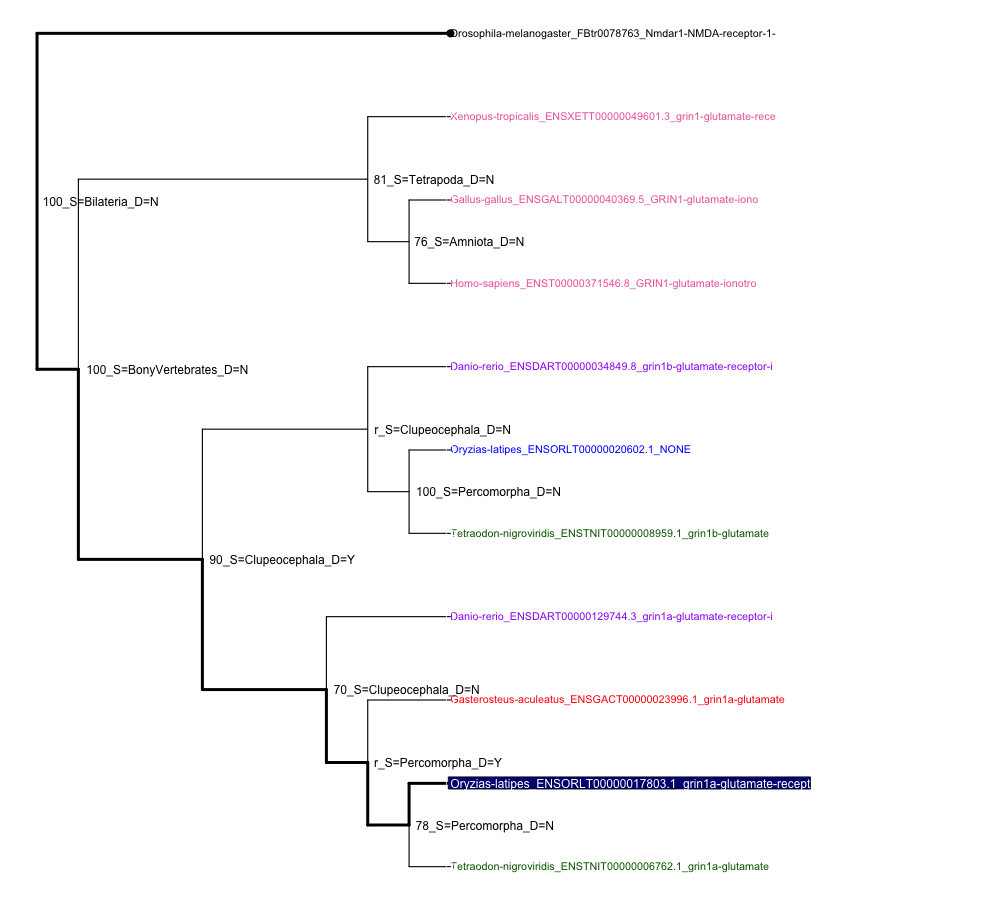 Drosophila-melanogaster_FBtr0078763_Nmdar1-NMDA-receptor-1-
Xenopus-tropicalis_ENSXETT00000049601.3_grin1-glutamate-rece
81_S=Tetrapoda_D=N
Gallus-gallus_ENSGALT00000040369.5_GRIN1-glutamate-iono
100_S=Bilateria_D=N
76_S=Amniota_D=N
Homo-sapiens_ENST00000371546.8_GRIN1-glutamate-ionotro
Danio-rerio_ENSDART00000034849.8_grin1b-glutamate-receptor-i
100_S=BonyVertebrates_D=N
r_S=Clupeocephala_D=N
Oryzias-latipes_ENSORLT00000020602.1_NONE
100_S=Percomorpha_D=N
Tetraodon-nigroviridis_ENSTNIT00000008959.1_grin1b-glutamate
90_S=Clupeocephala_D=Y
Danio-rerio_ENSDART00000129744.3_grin1a-glutamate-receptor-i
70_S=Clupeocephala_D=N
Gasterosteus-aculeatus_ENSGACT00000023996.1_grin1a-glutamate
r_S=Percomorpha_D=Y
Oryzias-latipes_ENSORLT00000017803.1_grin1a-glutamate-recept
78_S=Percomorpha_D=N
Tetraodon-nigroviridis_ENSTNIT00000006762.1_grin1a-glutamate